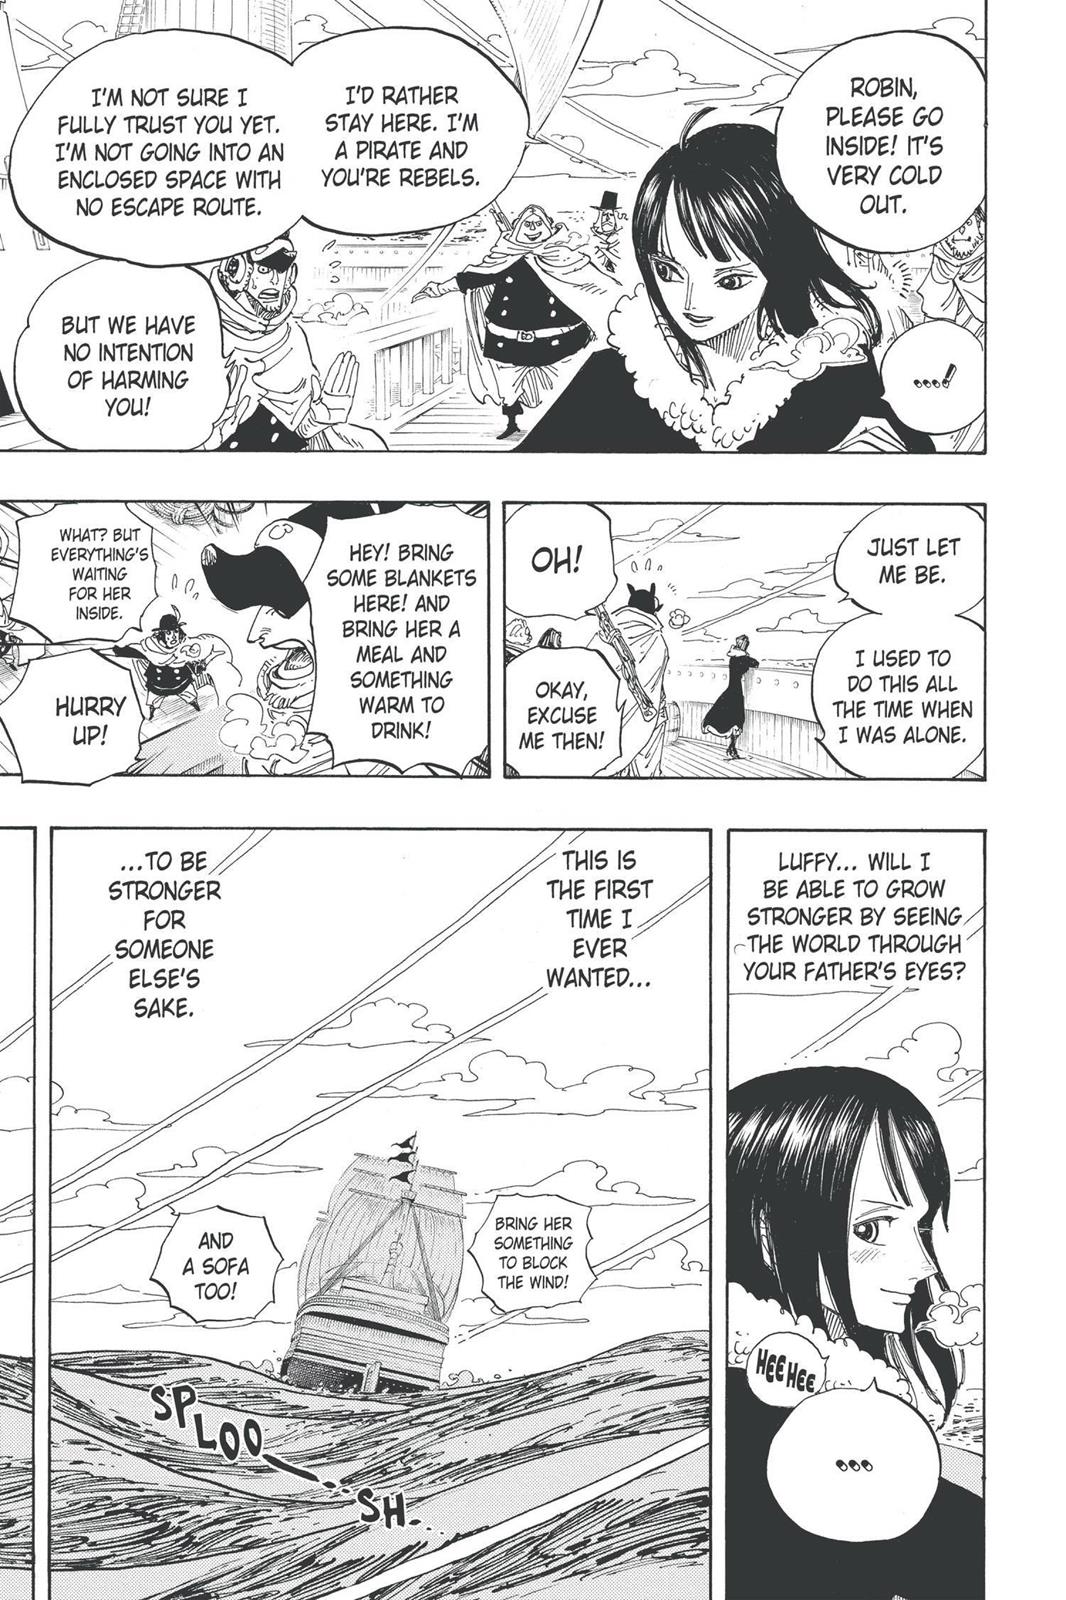 ROBIN,
PLEASE GO
INSIDE! IT'S
VERY COLD
OUT.
I'D RATHER
STAY HERE. I'M
A PIRATE AND
YOU'RE REBELS.
I'M NOT SURE I
FULLY TRUST YOU YET.
I'M NOT GOING INTO AN
ENCLOSED SPACE WITH
NO ESCAPE ROUTE.
....!
BUT WE HAVE
NO INTENTION
OF HARMING
YOU!
JUST LET
ME BE.
I USED TO
DO THIS ALL
THE TIME WHEN
I WAS ALONE.
OH!
OKAY,
EXCUSE
ME THEN!
HEY! BRING
SOME BLANKETS
HERE! AND
BRING HER A
MEAL AND
SOMETHING
WARM TO
DRINK!
WHAT? BUT
EVERYTHING'S
WAITING
FOR HER
INSIDE.
HURRY
UP!
LUFFY... WILL I
BE ABLE TO GROW
STRONGER BY SEEING
THE WORLD THROUGH
YOUR FATHER'S EYES?
HEE HEE
...
THIS IS
THE FIRST
TIME I
EVER
WANTED...
...TO BE
STRONGER
FOR
SOMEONE
ELSE'S
SAKE.
BRING HER
SOMETHING
TO BLOCK
THE WIND!
AND
A SOFA
TOO!
SPLOO—
SH...